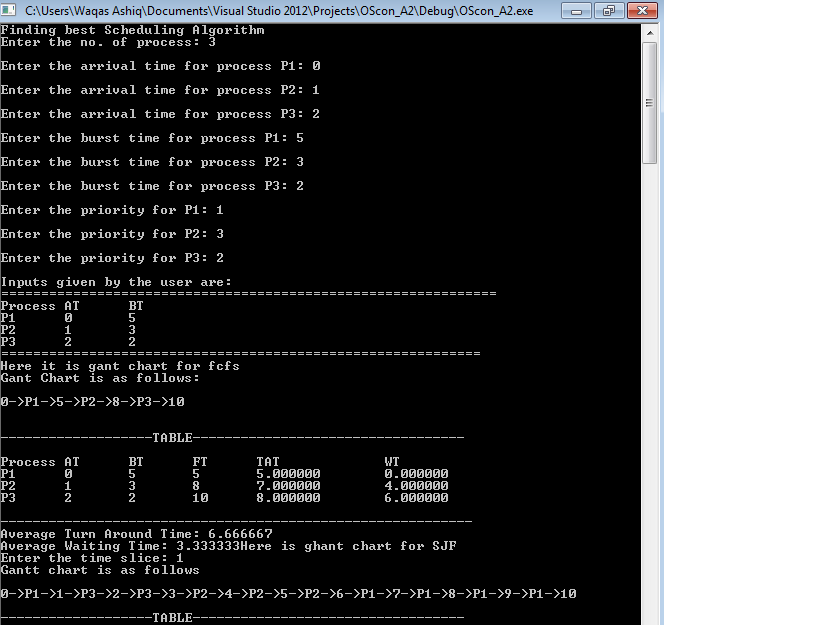 C:\Users\Waqas Ashiq\Documents\Visual Studio 2012\Projects\OScon_A2\Debug\OScon_A2.exe
Finding best Scheduling Algorithm
Enter the no. of process: 3
Enter the arrival time for process P1: 0
Enter the arrival time for process P2: 1
Enter the arrival time for process P3: 2
Enter the burst time for process P1: 5
Enter the burst time for process P2: 3
Enter the burst time for process P3: 2
Enter the priority for P1: 1
Enter the priority for P2: 3
Enter the priority for P3: 2
Inputs given by the user are:
==============================================================
Process AT      BT
P1      0       5
P2      1       3
P3      2       2
============================================================
Here it is gant chart for fcfs
Gant Chart is as follows:
0->P1->5->P2->8->P3->10
-------------------TABLE----------------------------------
Process AT      BT      FT      TAT             WT
P1      0       5       5       5.000000        0.000000
P2      1       3       8       7.000000        4.000000
P3      2       2       10      8.000000        6.000000
-----------------------------------------------------------
Average Turn Around Time: 6.666667
Average Waiting Time: 3.333333Here is ghant chart for SJF
Enter the time slice: 1
Gantt chart is as follows
0->P1->1->P3->2->P3->3->P2->4->P2->5->P2->6->P1->7->P1->8->P1->9->P1->10
-------------------TABLE----------------------------------